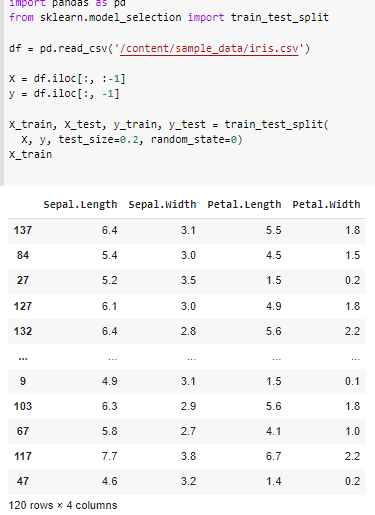 import pandas as pd
from sklearn.model_selection import train_test_split
df = pd.read_csv('/content/sample_data/iris.csv')
X = df.iloc[:, :-1]
y = df.iloc[:, -1]
X_train, X_test, y_train, y_test = train_test_split(
X, y, test_size=0.2, random_state=0)
X_train
Sepal.Length Sepal.Width Petal.Length Petal.Width
137 6.4 3.1 5.5 1.8
84 5.4 3.0 4.5 1.5
27 5.2 3.5 1.5 0.2
127 6.1 3.0 4.9 1.8
132 6.4 2.8 5.6 2.2
... ... ... ... ...
9 4.9 3.1 1.5 0.1
103 6.3 2.9 5.6 1.8
67 5.8 2.7 4.1 1.0
117 7.7 3.8 6.7 2.2
47 4.6 3.2 1.4 0.2
120 rows × 4 columns